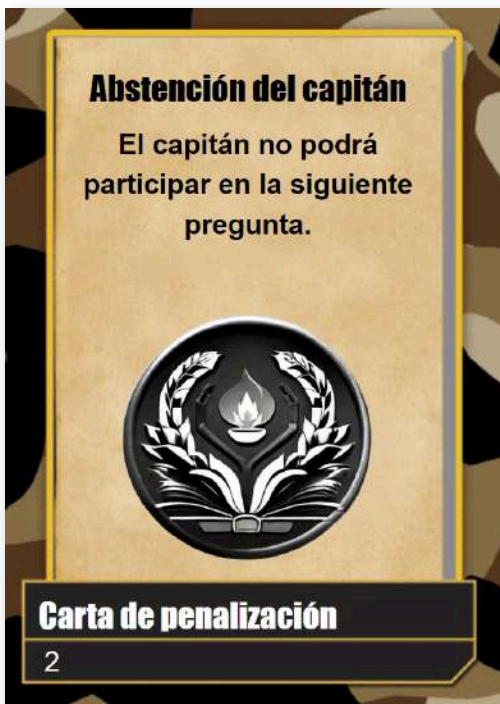 Abstención del capitán
El capitán no podrá
participar en la siguiente
pregunta.
Carta de penalización
2